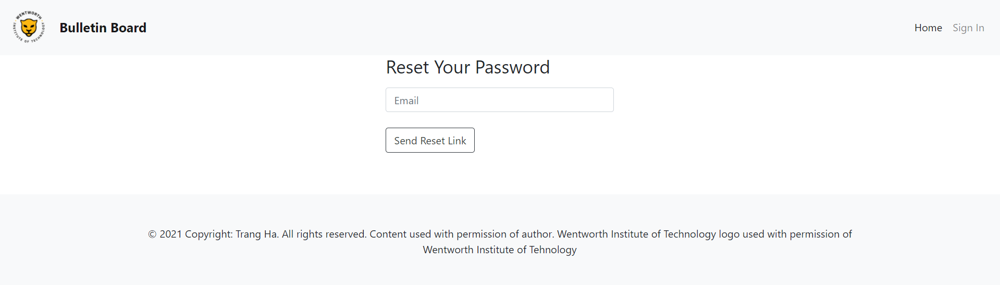 WENTWORTH
INSTITUTE OF TECHNOLOGY
Bulletin Board
Home
Sign In
Reset Your Password
Email
Send Reset Link
© 2021 Copyright: Trang Ha. All rights reserved. Content used with permission of author. Wentworth Institute of Technology logo used with permission of
Wentworth Institute of Tehnology